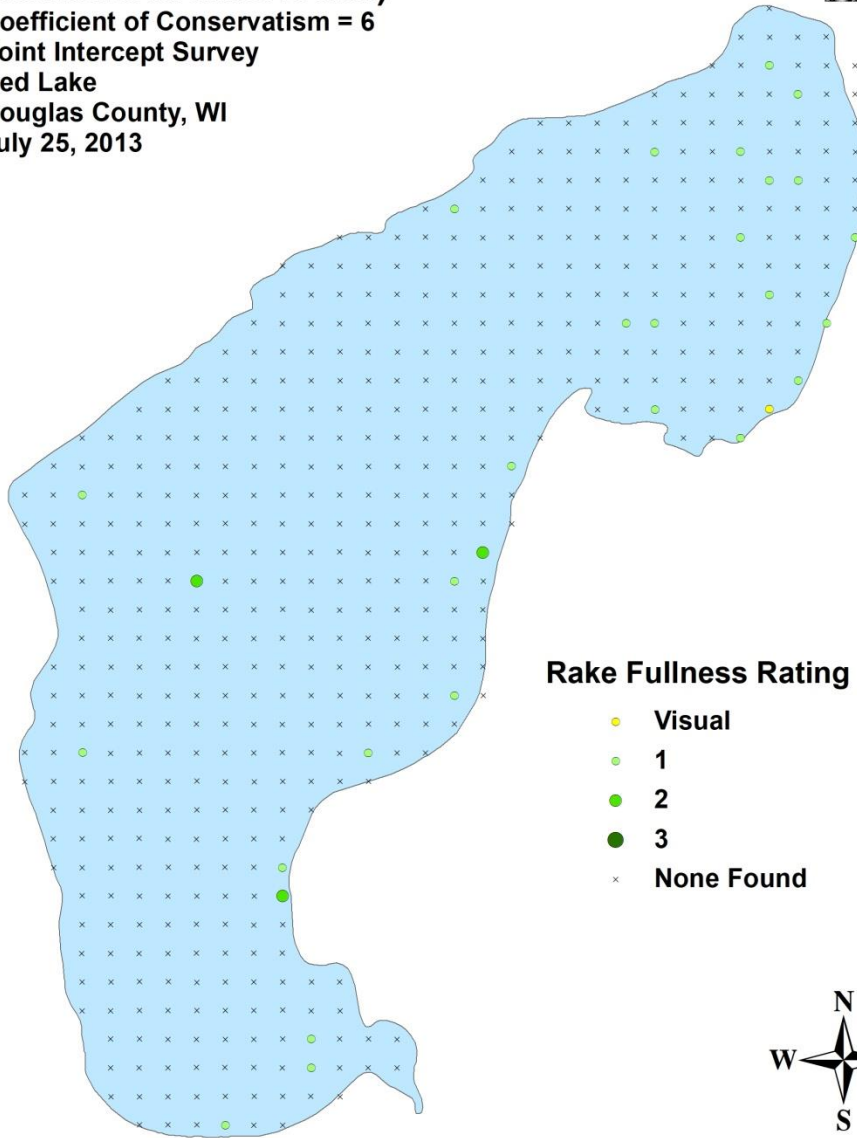 oefficient of Conservatism = 6
oint Intercept Survey
ed Lake
ouglas County, WI
uly 25, 2013
Rake Fullness Rating
Visual
1
2
3
None Found
N
W
S